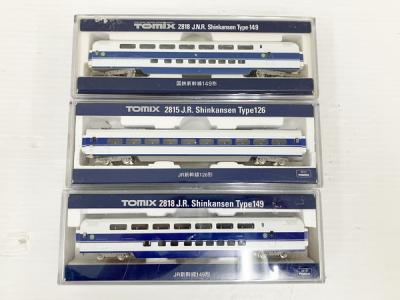 TOMIX 2818 J.N.R. Shinkansen Type149
国鉄新幹線149形
TOMIX 2815 J.R. Shinkansen Type126
JR新幹線126形
TOMIX 2818 J.R. Shinkansen Type149
JR新幹線149形